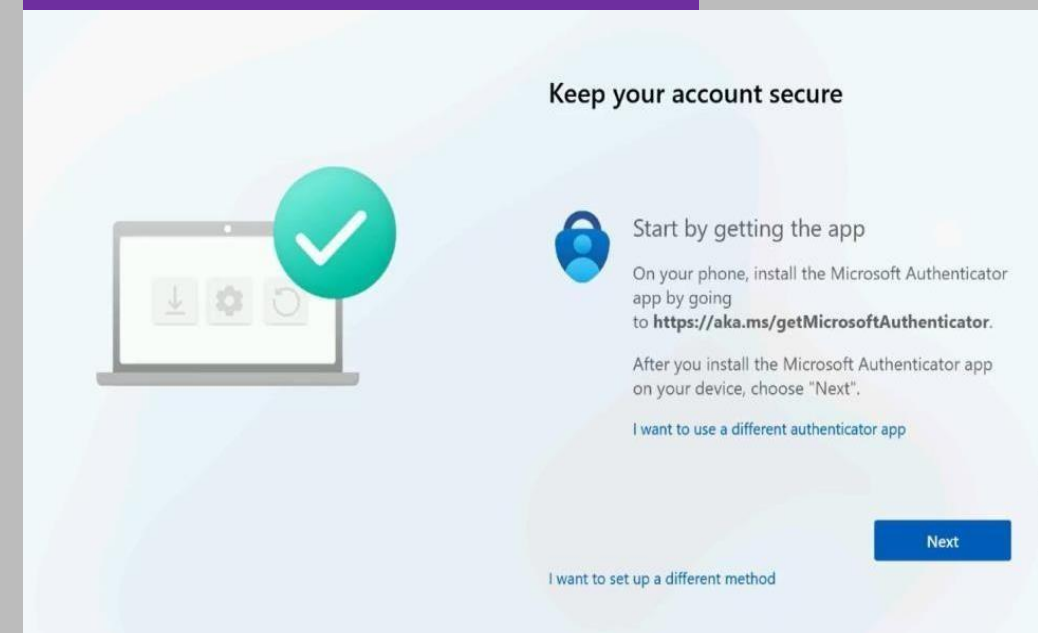 Keep your account secure
Start by getting the app
On your phone, install the Microsoft Authenticator
app by going
to https://aka.ms/getMicrosoftAuthenticator.
After you install the Microsoft Authenticator app
on your device, choose "Next".
I want to use a different authenticator app
Next
I want to set up a different method